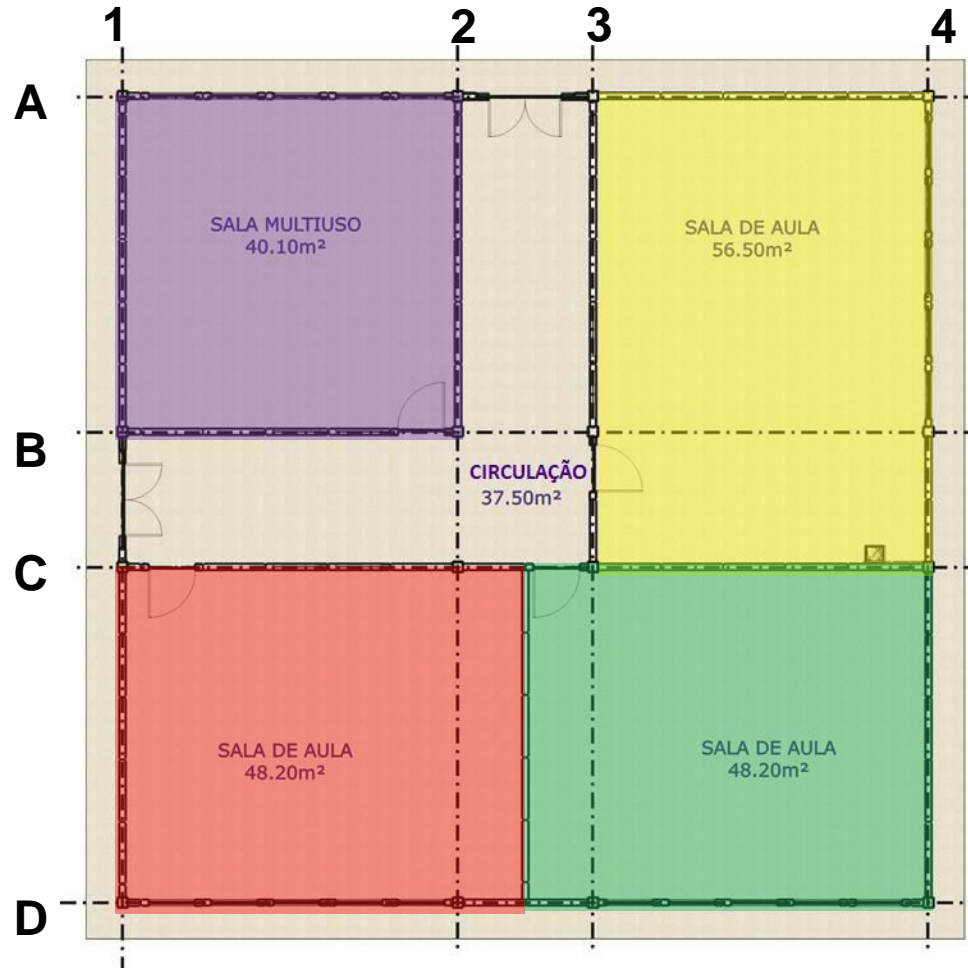 1
2
3
4
A
SALA MULTIUSO
40.10m²
SALA DE AULA
56.50m²
B
CIRCULAÇÃO
37.50m²
C
SALA DE AULA
48.20m²
SALA DE AULA
48.20m²
D